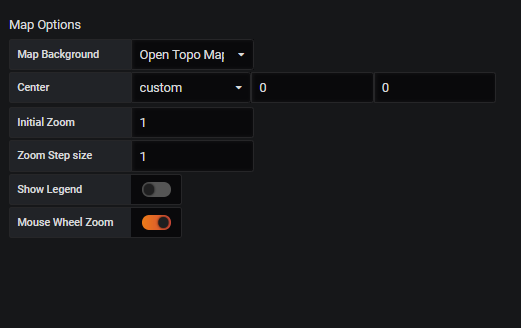 Map Options
Map Background Open Topo Map
Center custom 0 0
Initial Zoom 1
Zoom Step size 1
Show Legend
Mouse Wheel Zoom